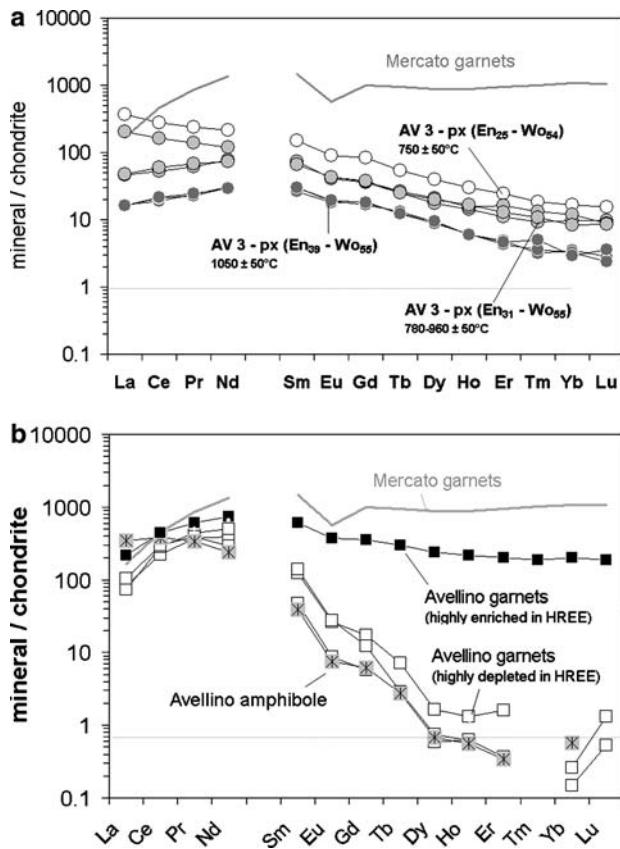 a
10000
1000
100
10
1
0.1
mineral / chondrite
Mercato garnets
AV 3 - px (En25 - Wo54)
750 ± 50°C
AV 3 - px (En39 - Wo55)
1050 ± 50°C
AV 3 - px (En31 - Wo55)
780-960 ± 50°C
La Ce Pr Nd Sm Eu Gd Tb Dy Ho Er Tm Yb Lu
b
10000
1000
100
10
1
0.1
mineral / chondrite
Mercato garnets
Avellino garnets
(highly enriched in HREE)
Avellino garnets
(highly depleted in HREE)
Avellino amphibole
La Ce Pr Nd Sm Eu Gd Tb Dy Ho Er Tm Yb Lu